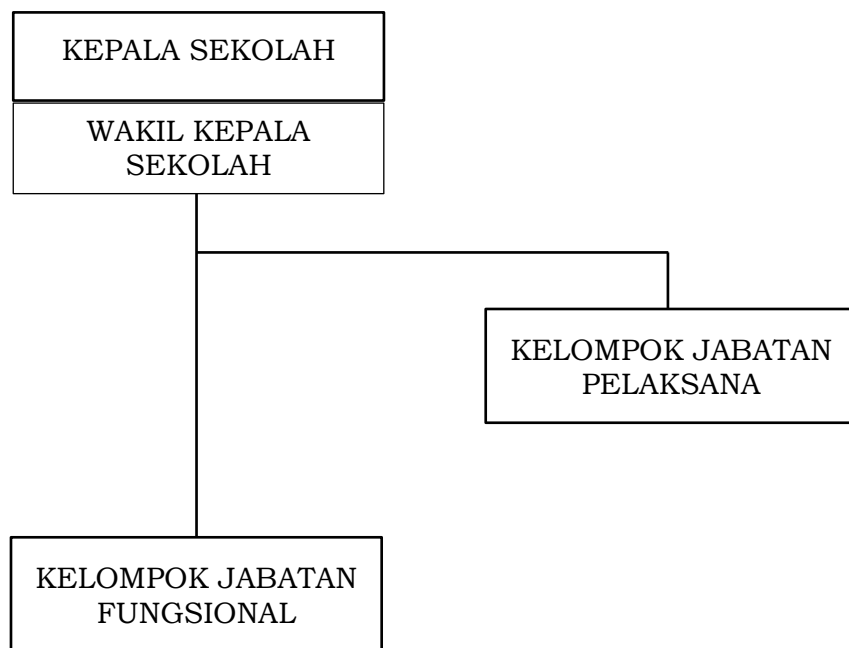 KEPALA SEKOLAH
WAKIL KEPALA
SEKOLAH
KELOMPOK JABATAN
PELAKSANA
KELOMPOK JABATAN
FUNGSIONAL